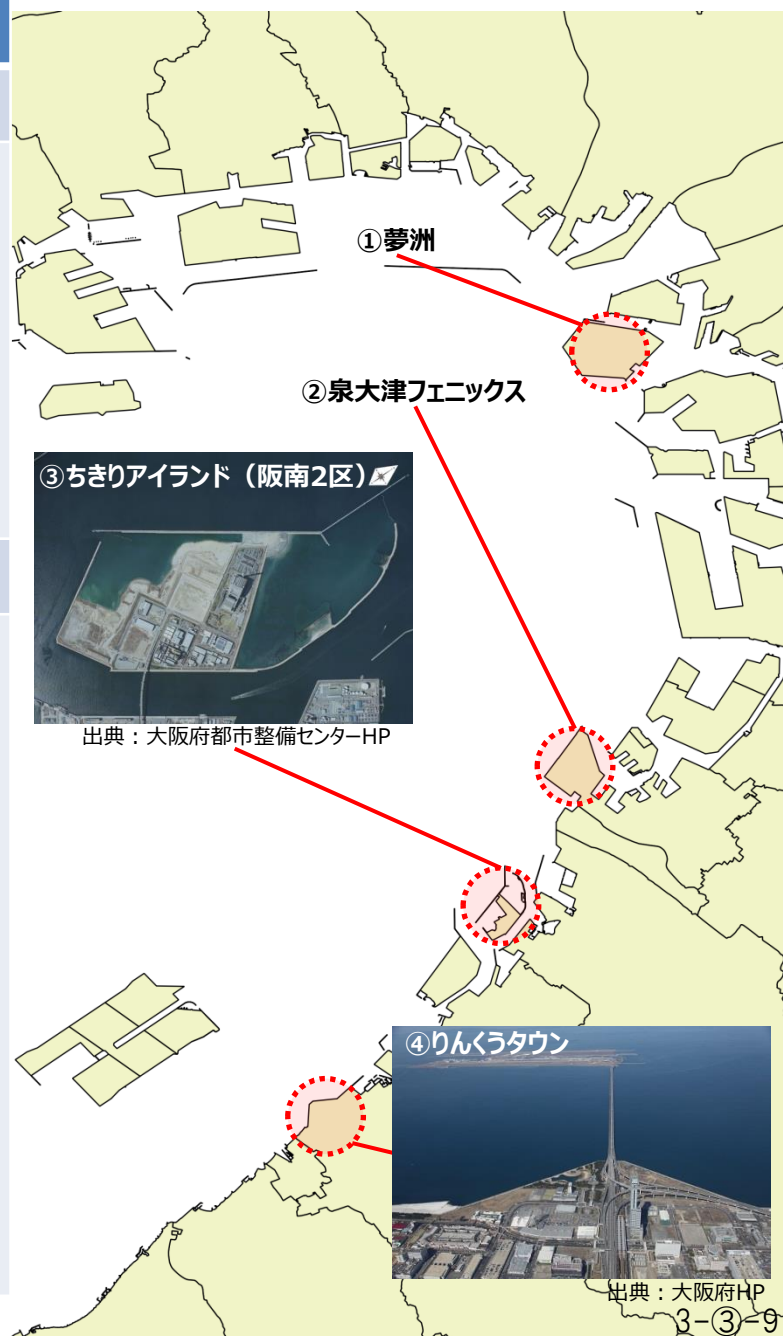 ①夢洲
②泉大津フェニックス
③ちきりアイランド（阪南2区）
出典：大阪府都市整備センターHP
④りんくうタウン
出典：大阪府HP
3-③-9